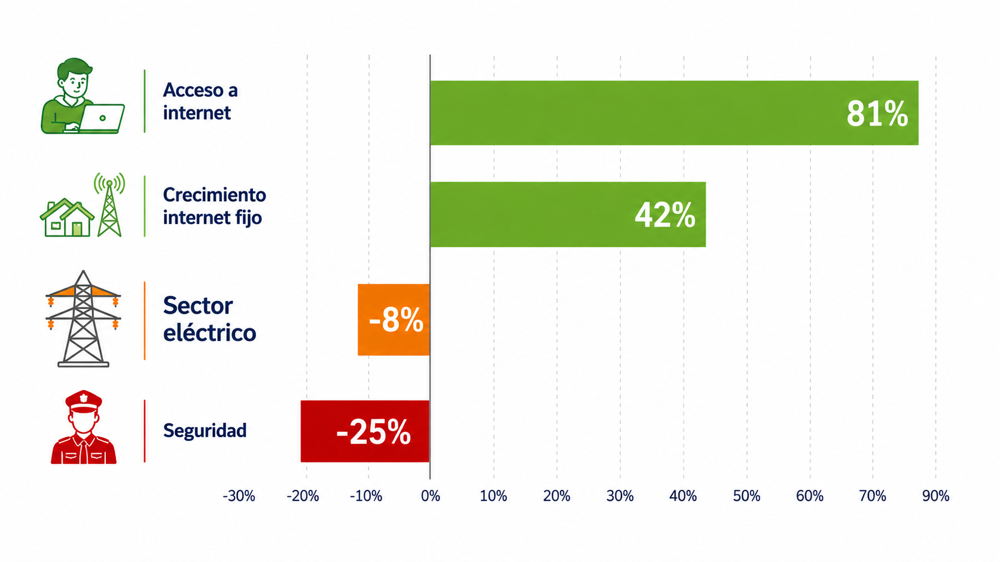 Acceso a
internet
81%
Crecimiento
internet fijo
42%
Sector
eléctrico
-8%
Seguridad
-25%
-30% -20% -10% 0% 10% 20% 30% 40% 50% 60% 70% 90%